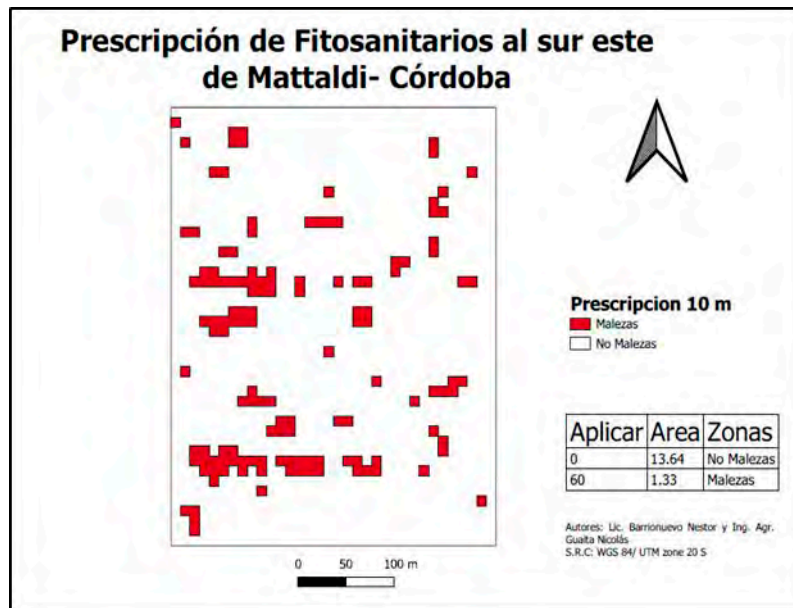 Prescripción de Fitosanitarios al sur este
de Mattaldi- Córdoba
Prescripcion 10 m
Malezas
No Malezas
Aplicar Area Zonas
0 13.64 No Malezas
60 1.33 Malezas
Autores: Lic. Barrionuevo Nestor y Ing. Agr.
Guaita Nicolás
S.R.C: WGS 84/ UTM zone 20 S
0 50 100 m